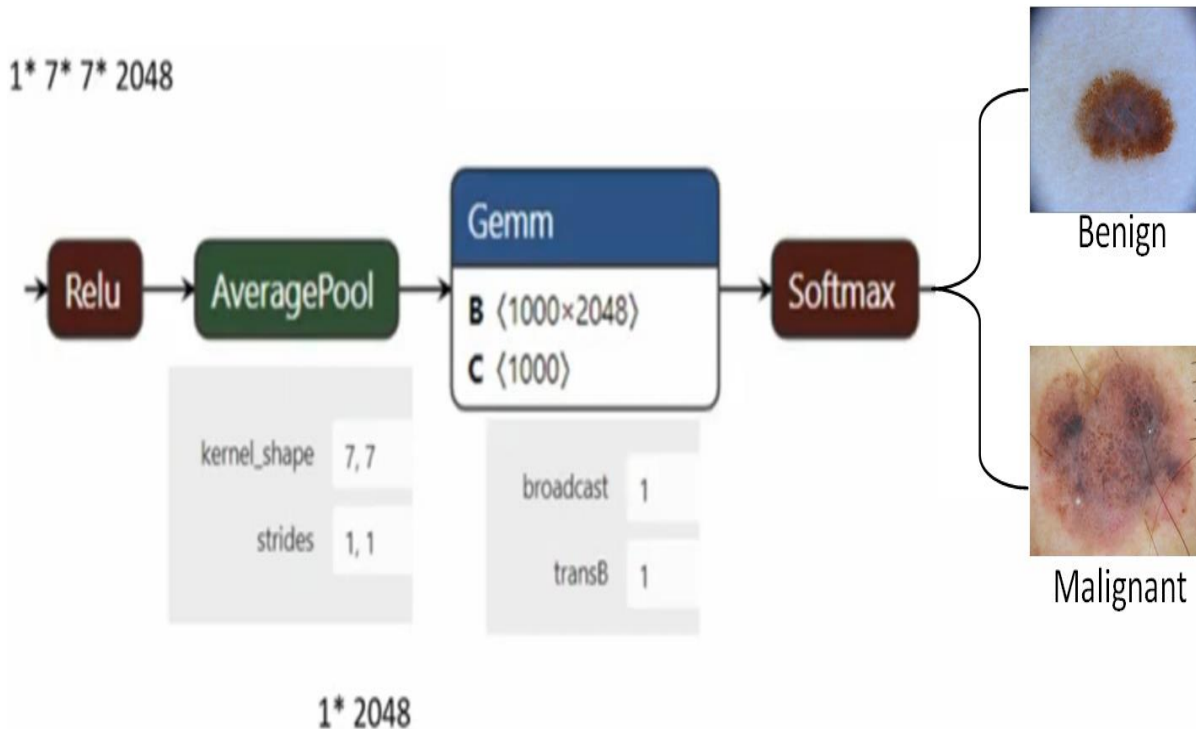 1* 7* 7* 2048
Relu
AveragePool
kernel_shape 7, 7
strides 1, 1
Gemm
B ⟨1000×2048⟩
C ⟨1000⟩
broadcast 1
transB 1
Softmax
Benign
Malignant
1* 2048